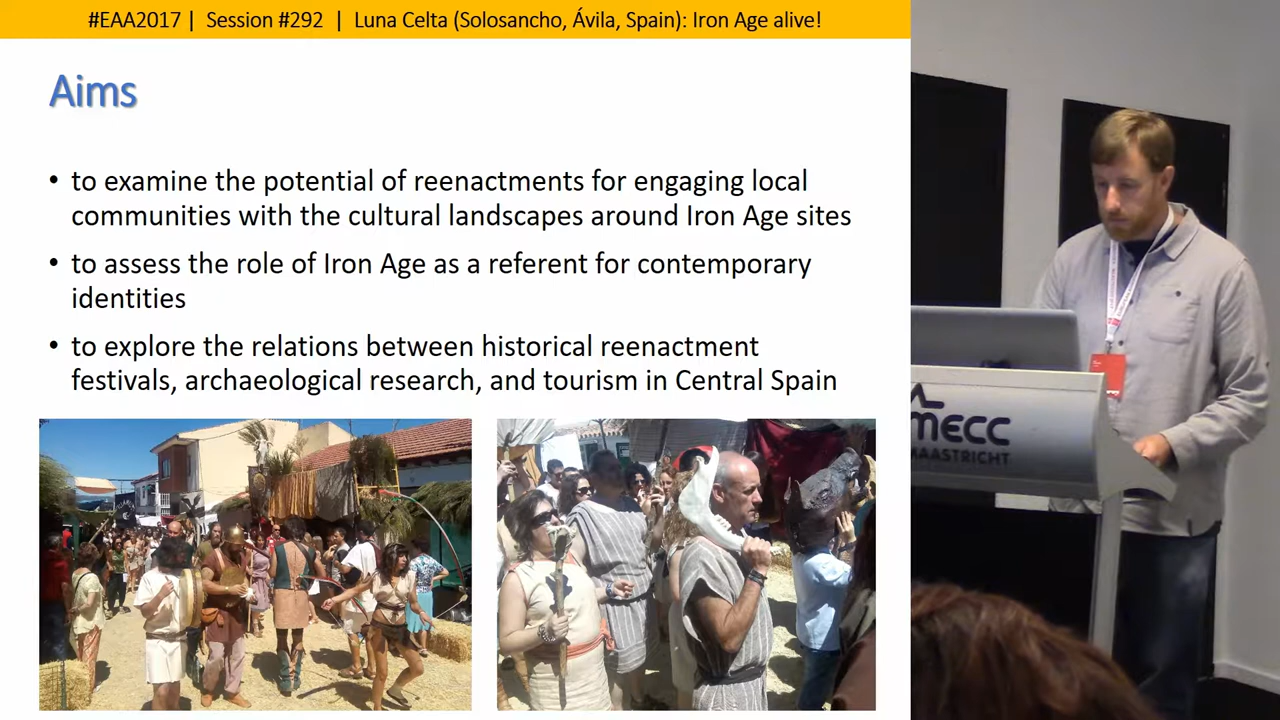 #EAA2017 | Session #292 | Luna Celta (Solosancho, Ávila, Spain): Iron Age alive!
Aims
• to examine the potential of reenactments for engaging local
communities with the cultural landscapes around Iron Age sites
• to assess the role of Iron Age as a referent for contemporary
identities
• to explore the relations between historical reenactment
festivals, archaeological research, and tourism in Central Spain
mecc
MAASTRICHT